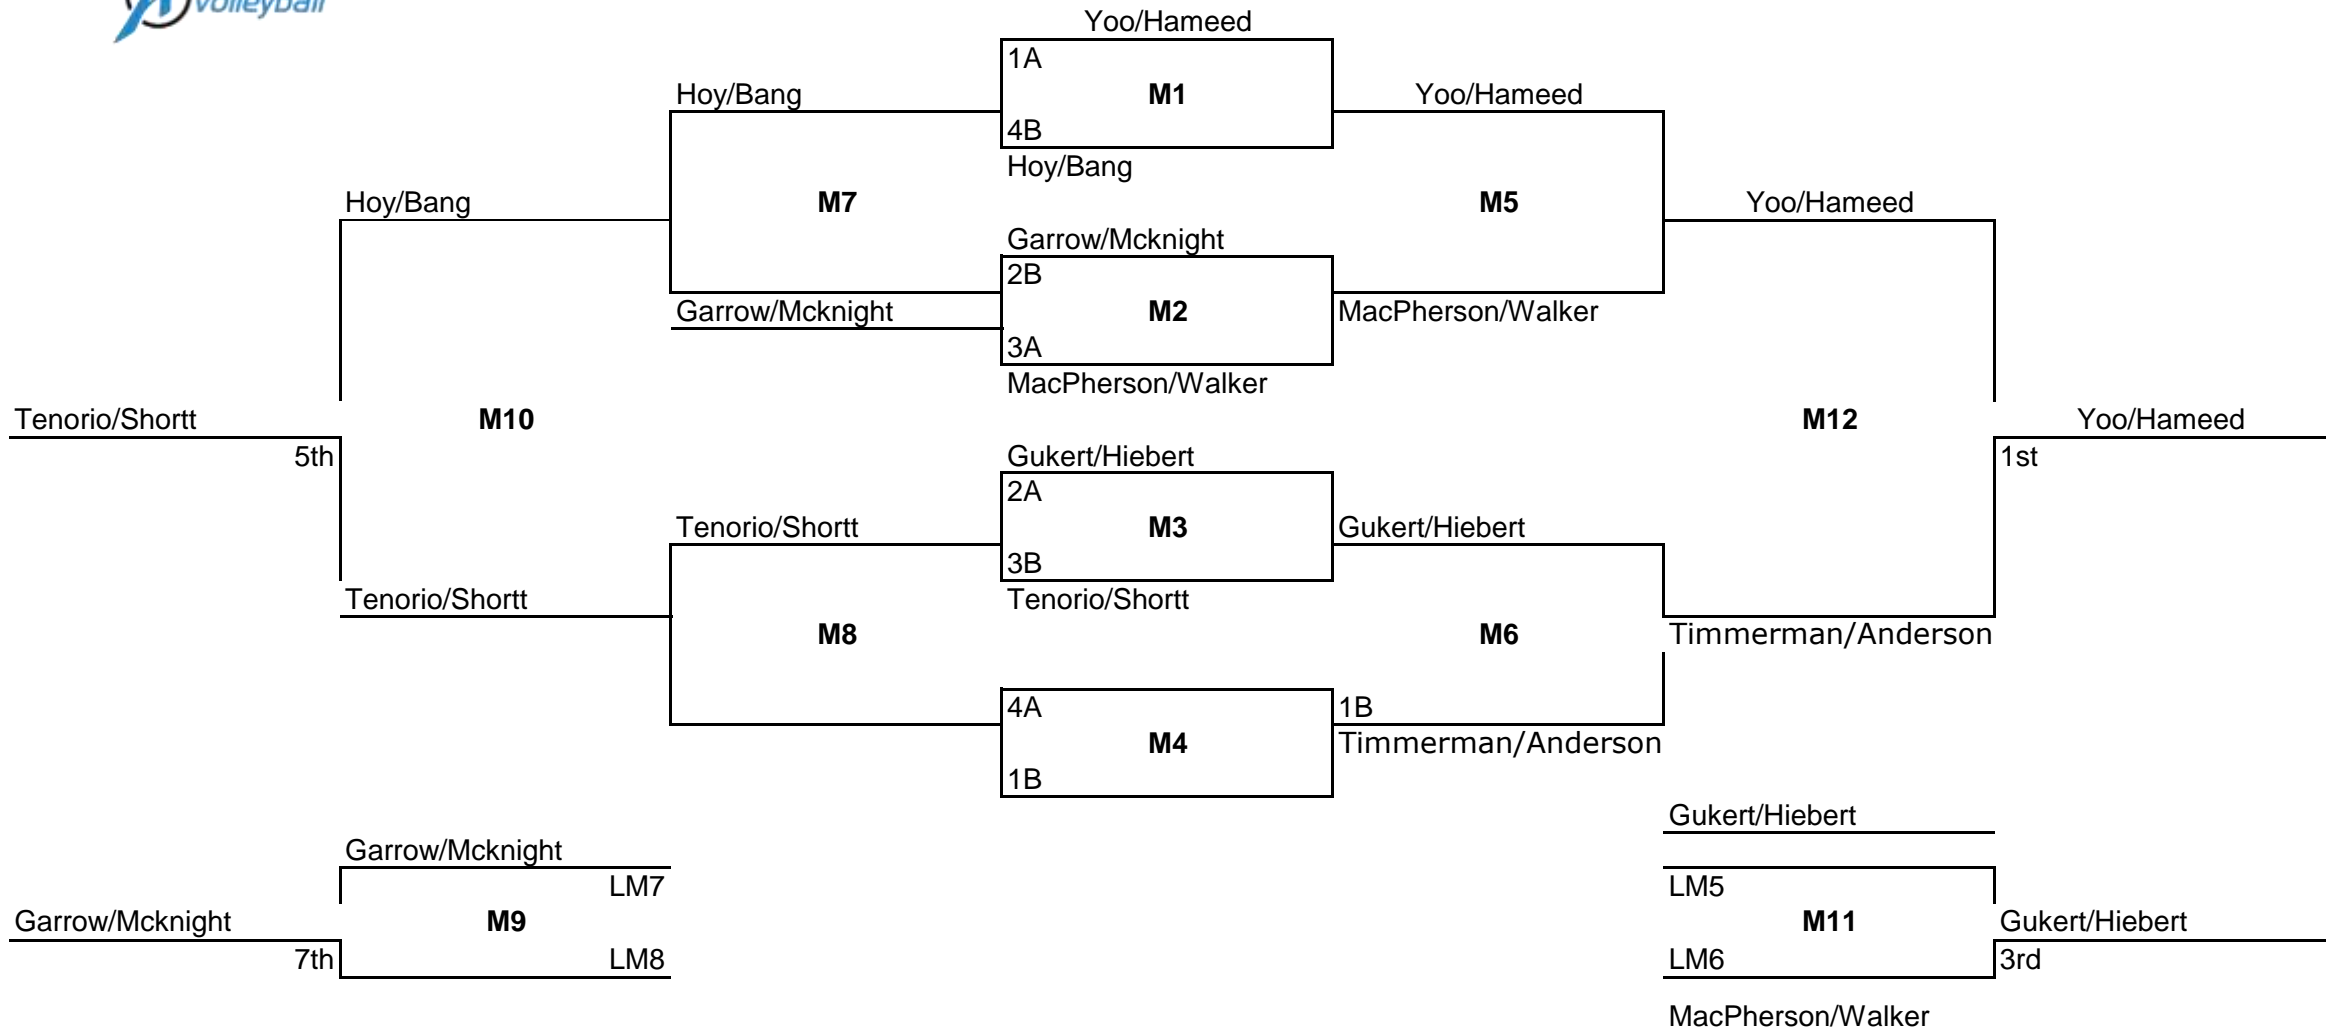 Volleyball
Yoo/Hameed
1A
Hoy/Bang
M1
Yoo/Hameed
4B
Hoy/Bang
Hoy/Bang
M7
M5
Yoo/Hameed
Garrow/Mcknight
2B
Garrow/Mcknight
M2
MacPherson/Walker
3A
MacPherson/Walker
Tenorio/Shortt
M10
M12
Yoo/Hameed
5th
Gukert/Hiebert
1st
2A
Tenorio/Shortt
M3
Gukert/Hiebert
3B
Tenorio/Shortt
Tenorio/Shortt
M8
M6
Timmerman/Anderson
4A
1B
M4
Timmerman/Anderson
1B
Gukert/Hiebert
Garrow/Mcknight
LM7
LM5
Garrow/Mcknight
M9
M11
Gukert/Hiebert
7th
LM8
LM6
3rd
MacPherson/Walker